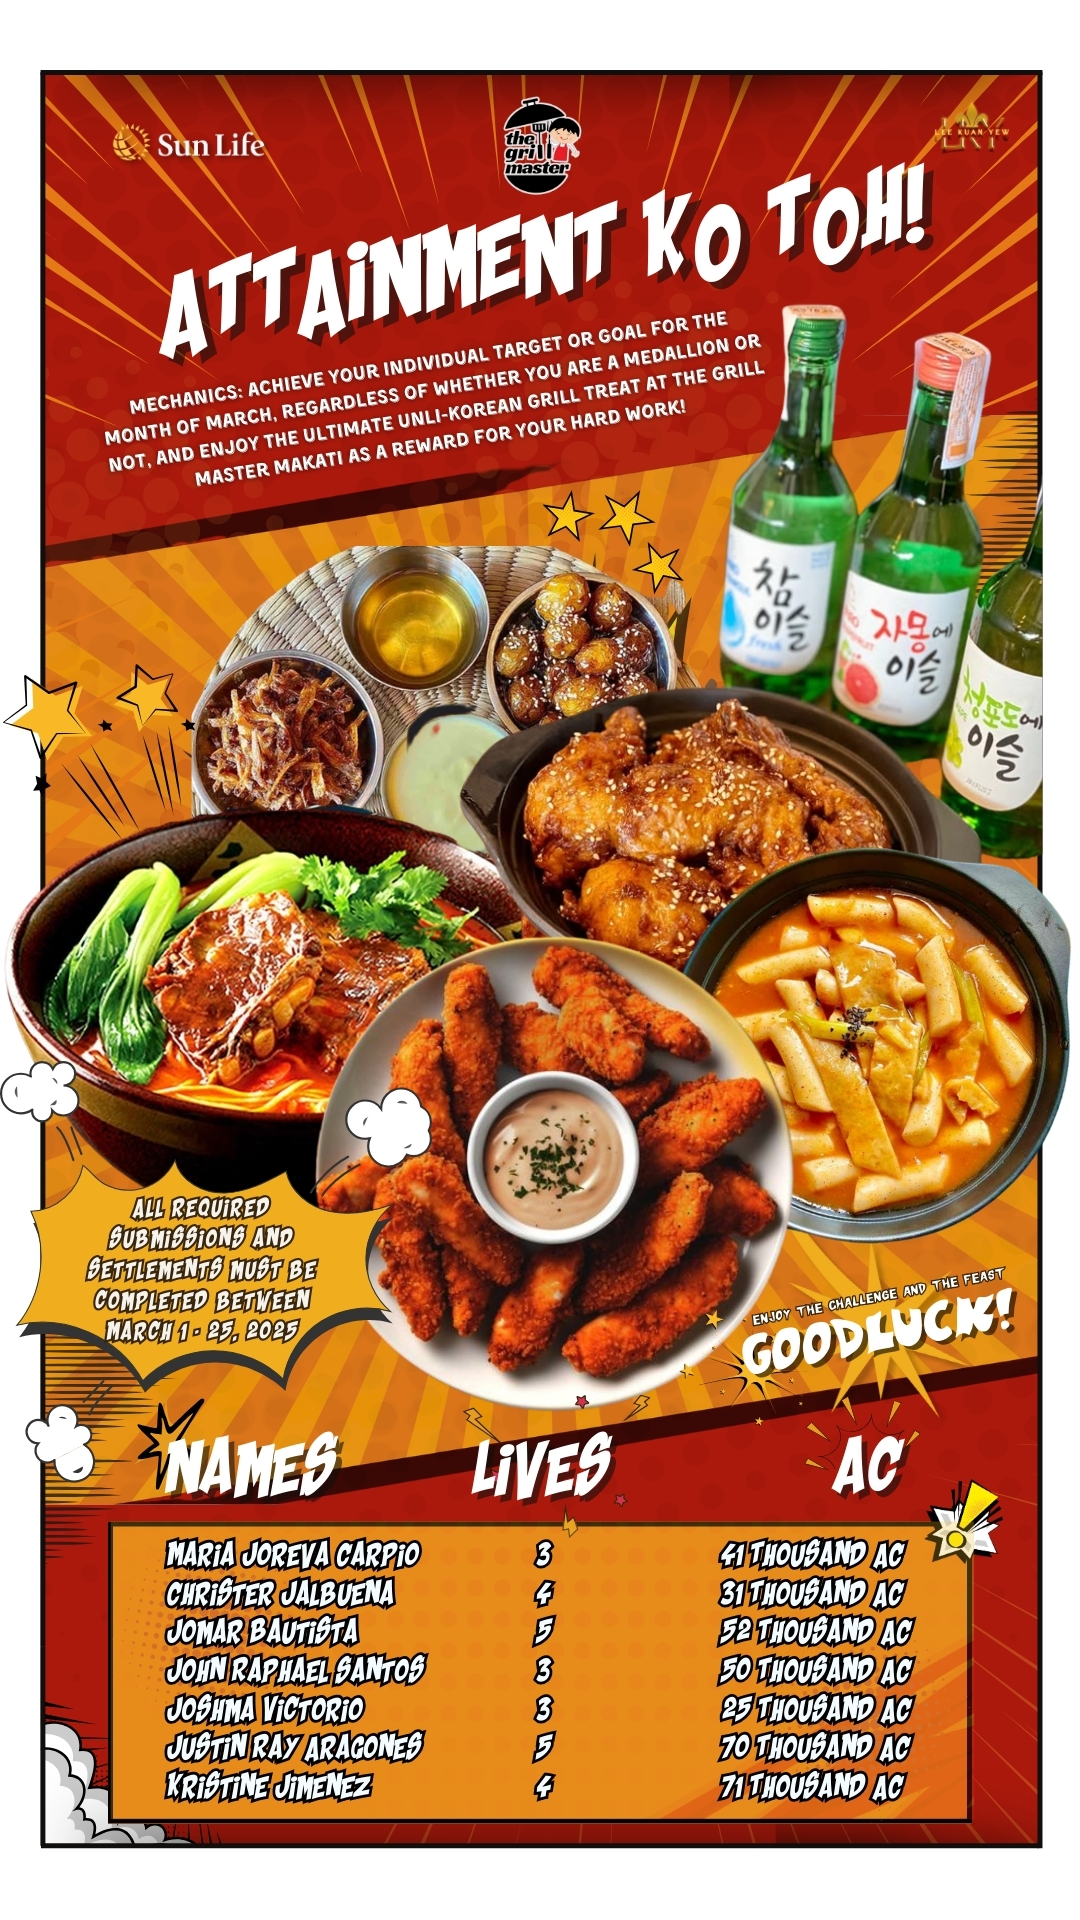 Sun Life
the
grill
master
LKY
LEE KUAN YEW
ATTAiNMENT KO TOH!
MECHANICS: ACHIEVE YOUR INDIVIDUAL TARGET OR GOAL FOR THE
MONTH OF MARCH, REGARDLESS OF WHETHER YOU ARE A MEDALLION OR
NOT, AND ENJOY THE ULTIMATE UNLI-KOREAN GRILL TREAT AT THE GRILL
MASTER MAKATI AS A REWARD FOR YOUR HARD WORK!
참
이슬
fresh
자몽에
이슬
청포도에
이슬
ALL REQUiRED
SUBMiSSiONS AND
SETTLEMENTS MUST BE
COMPLETED BETWEEN
MARCH 1 - 25, 2025
ENJOY THE CHALLENGE AND THE FEAST
GOODLUCK!
NAMES LiVES AC
MARiA JOREVA CARPiO 3 41 THOUSAND AC
CHRiSTER JALBUENA 4 31 THOUSAND AC
JOMAR BAUTiSTA 5 52 THOUSAND AC
JOHN RAPHAEL SANTOS 3 50 THOUSAND AC
JOSHMA ViCTORiO 3 25 THOUSAND AC
JUSTiN RAY ARAGONES 5 70 THOUSAND AC
KRiSTiNE JiMENEZ 4 71 THOUSAND AC